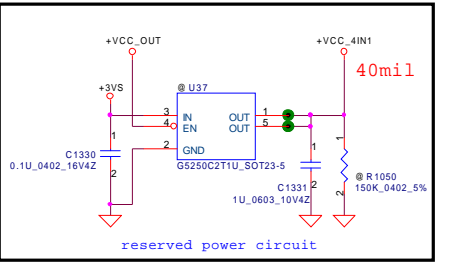 +VCC_OUT
+VCC_4IN1
40mil
+3VS
@ U37
3 IN OUT 1
4 EN OUT 5
2 GND
G5250C2T1U_SOT23-5
1
C1330
0.1U_0402_16V4Z
2
1
C1331
2
1U_0603_10V4Z
1
@ R1050
150K_0402_5%
2
reserved power circuit